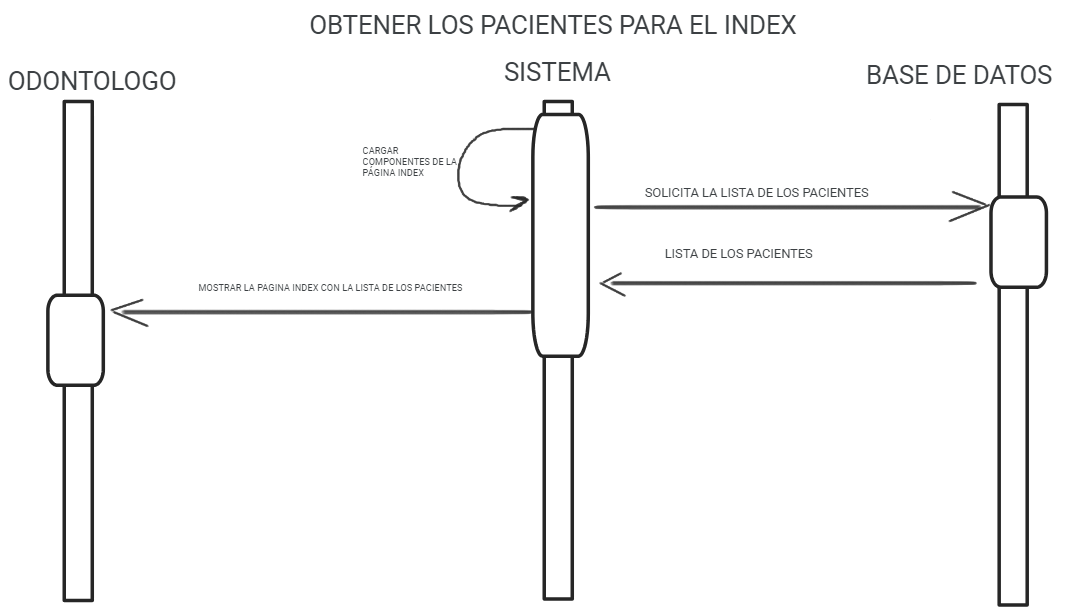 OBTENER LOS PACIENTES PARA EL INDEX
ODONTOLOGO
SISTEMA
BASE DE DATOS
CARGAR
COMPONENTES DE LA
PÁGINA INDEX
SOLICITA LA LISTA DE LOS PACIENTES
LISTA DE LOS PACIENTES
MOSTRAR LA PAGINA INDEX CON LA LISTA DE LOS PACIENTES